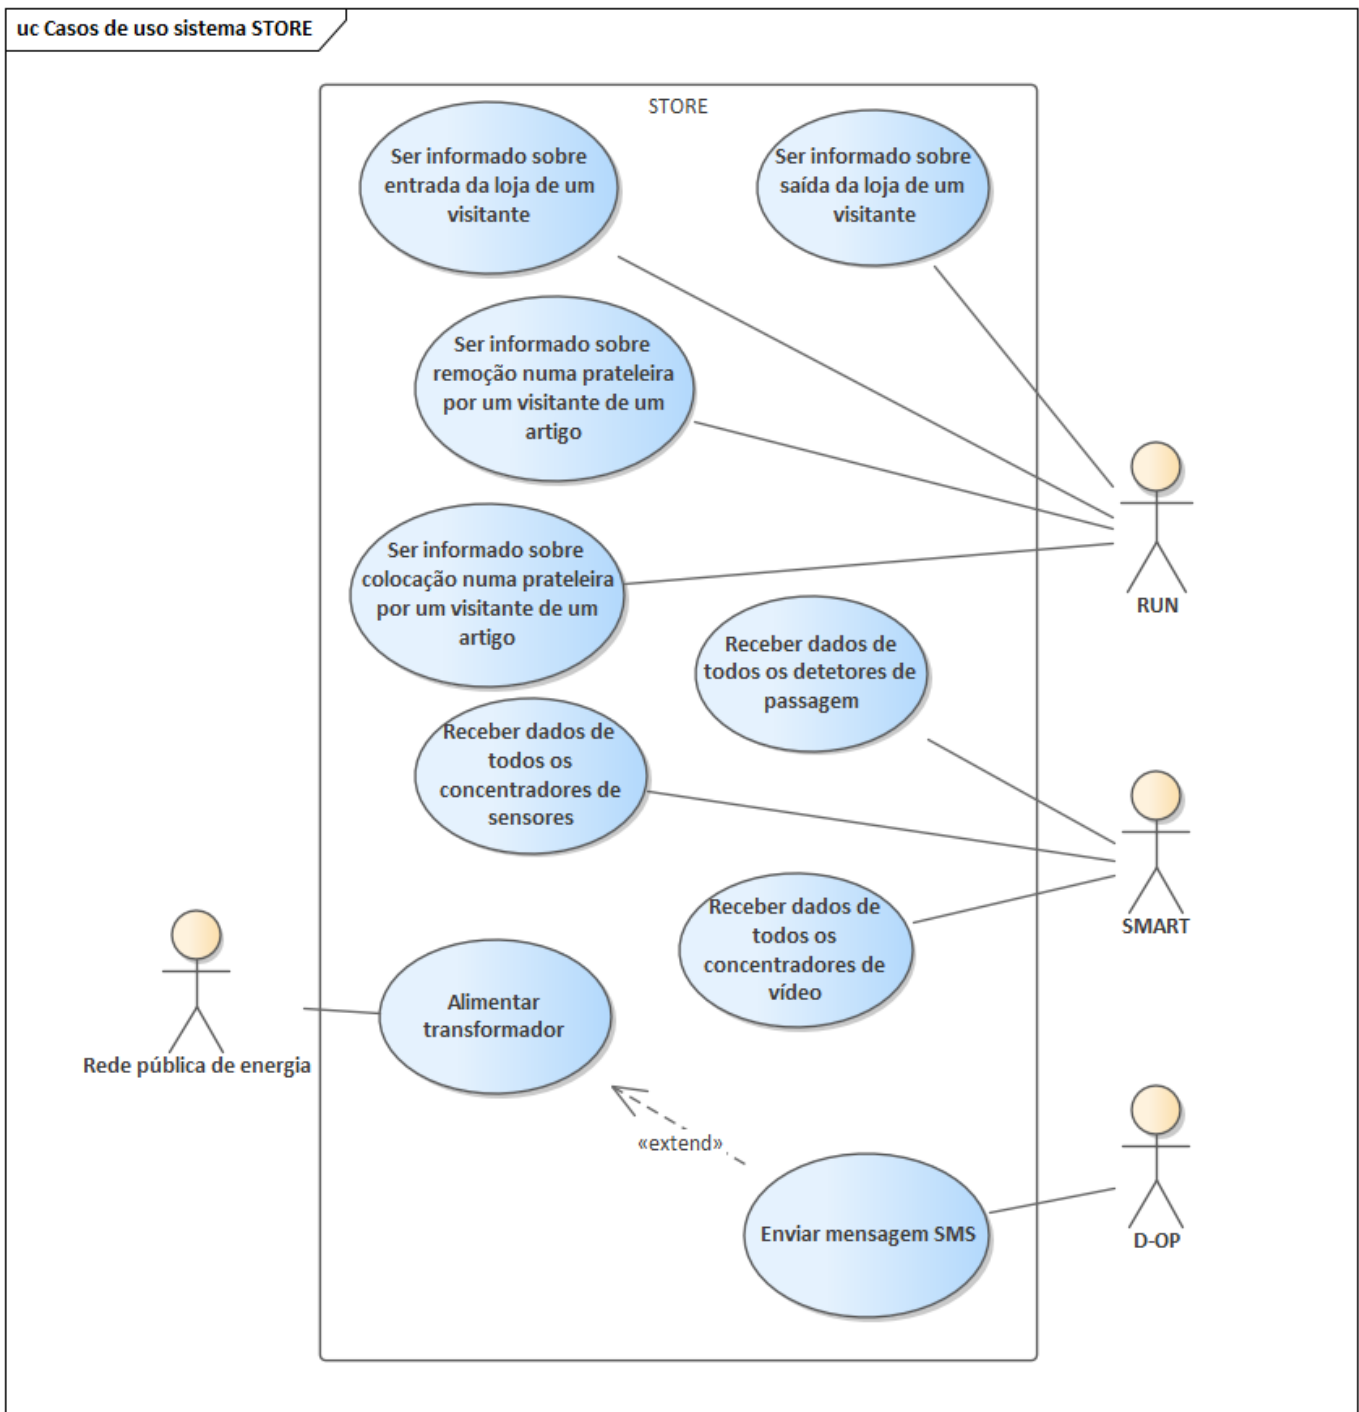 uc Casos de uso sistema STORE
STORE
Ser informado sobre
entrada da loja de um
visitante
Ser informado sobre
saída da loja de um
visitante
Ser informado sobre
remoção numa prateleira
por um visitante de um
artigo
Ser informado sobre
colocação numa prateleira
por um visitante de um
artigo
RUN
Receber dados de
todos os detetores de
passagem
Receber dados de
todos os
concentradores de
sensores
SMART
Receber dados de
todos os
concentradores de
vídeo
Alimentar
transformador
Rede pública de energia
«extend»
Enviar mensagem SMS
D-OP